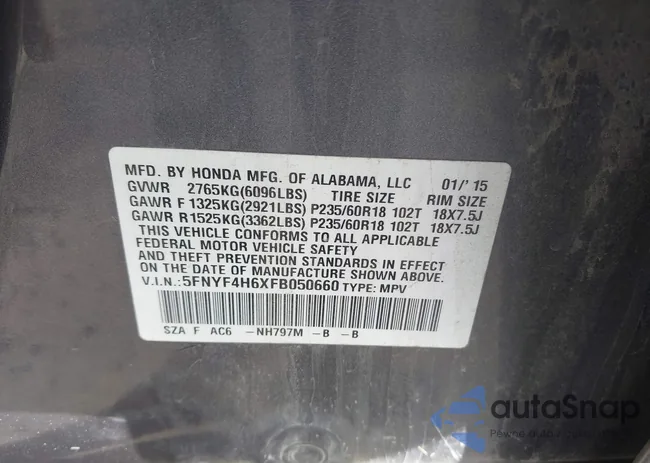 MFD. BY HONDA MFG. OF ALABAMA, LLC 01/'15
GVWR 2765KG(6096LBS) TIRE SIZE RIM SIZE
GAWR F 1325KG(2921LBS) P235/60R18 102T 18X7.5J
GAWR R 1525KG(3362LBS) P235/60R18 102T 18X7.5J
THIS VEHICLE CONFORMS TO ALL APPLICABLE
FEDERAL MOTOR VEHICLE SAFETY
AND THEFT PREVENTION STANDARDS IN EFFECT
ON THE DATE OF MANUFACTURE SHOWN ABOVE.
V.I.N.:5FNYF4H6XFB050660 TYPE: MPV
SZA F AC6 -NH797M -B -B
autoSnap
Pewne auto